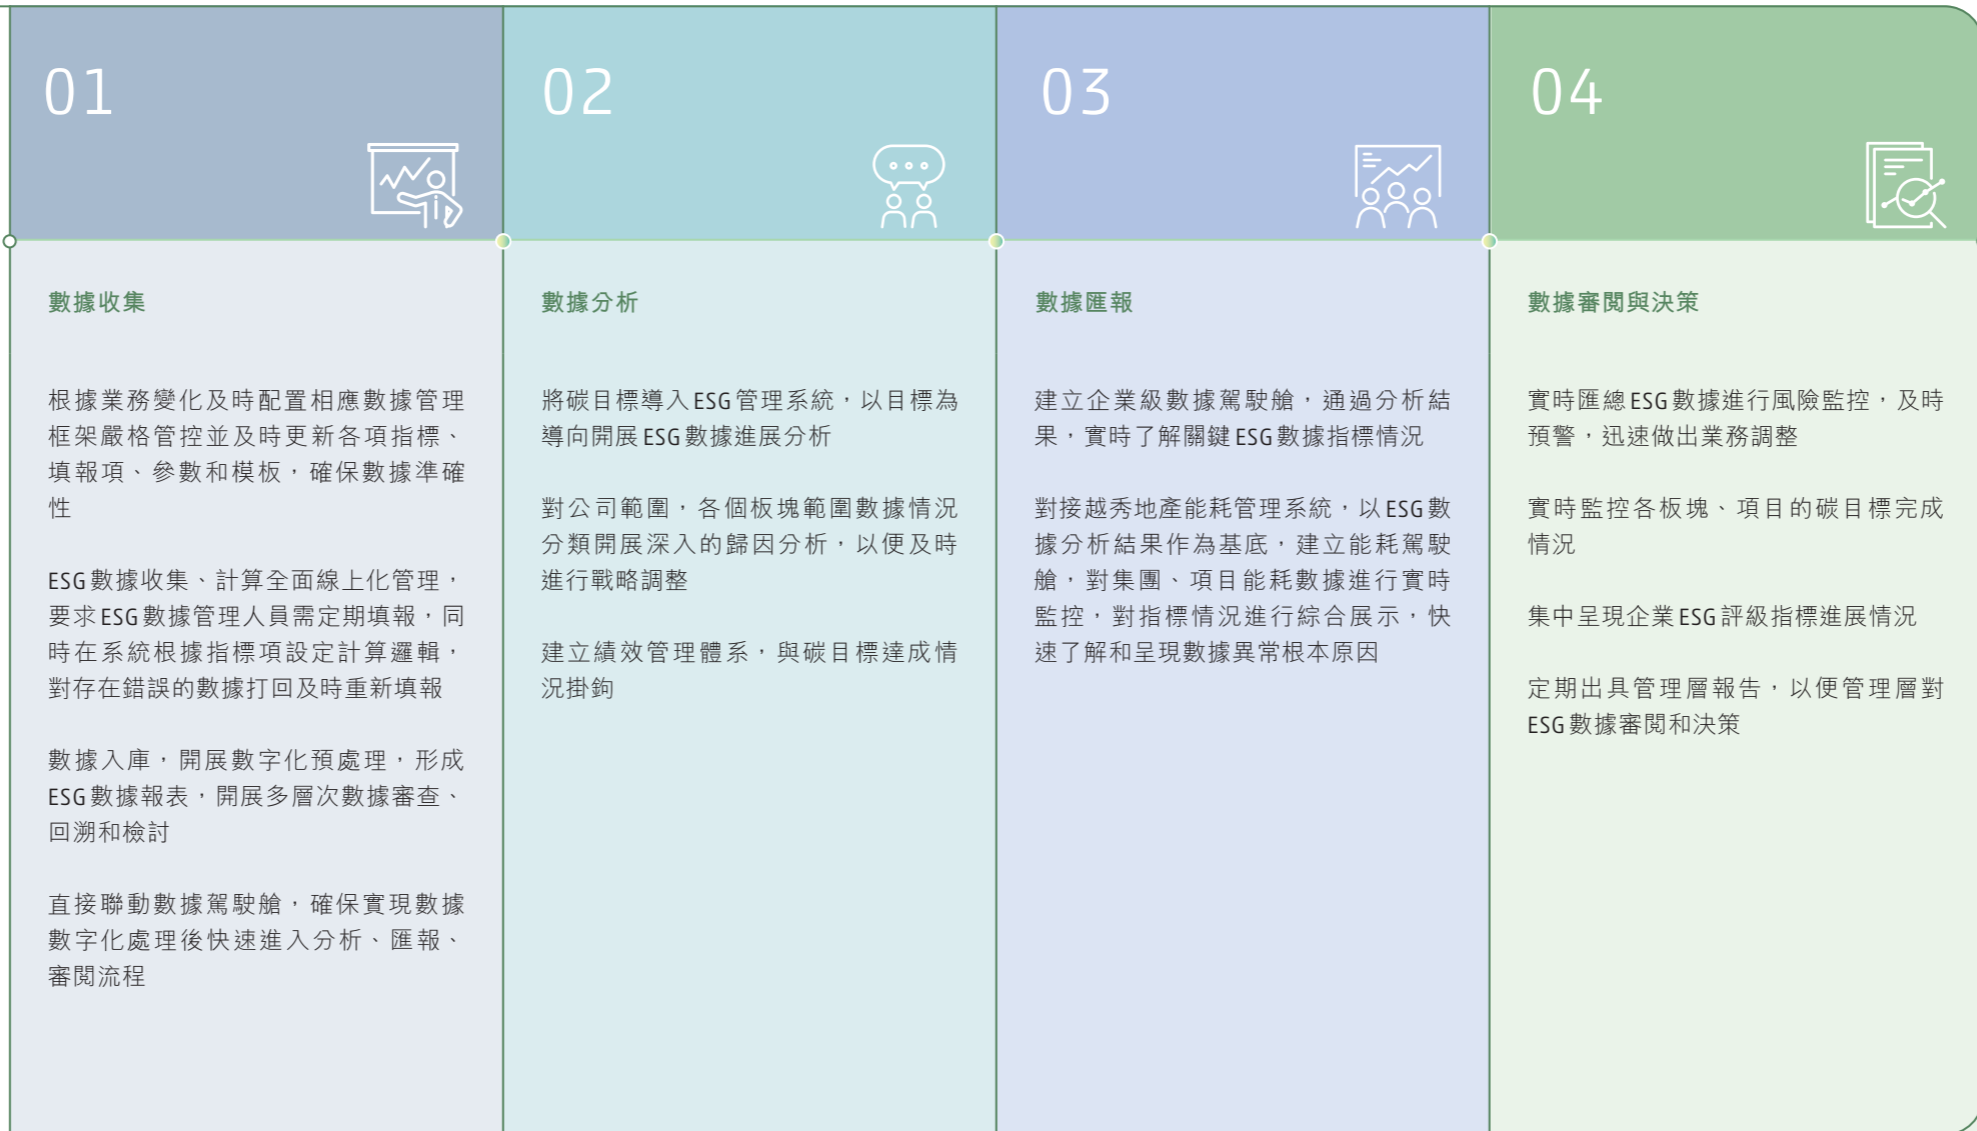 01
數據收集
根據業務變化及時配置相應數據管理
框架嚴格管控並及時更新各項指標、
填報項、參數和模板，確保數據準確
性
ESG數據收集、計算全面線上化管理，
要求ESG數據管理人員需定期填報，同
時在系統根據指標項設定計算邏輯，
對存在錯誤的數據打回及時重新填報
數據入庫，開展數字化預處理，形成
ESG數據報表，開展多層次數據審查、
回溯和檢討
直接聯動數據駕駛艙，確保實現數據
數字化處理後快速進入分析、匯報、
審閱流程
02
數據分析
將碳目標導入ESG管理系統，以目標為
導向開展ESG數據進展分析
對公司範圍，各個板塊範圍數據情況
分類開展深入的歸因分析，以便及時
進行戰略調整
建立績效管理體系，與碳目標達成情
況掛鉤
03
數據匯報
建立企業級數據駕駛艙，通過分析結
果，實時了解關鍵ESG數據指標情況
對接越秀地產能耗管理系統，以ESG數
據分析結果作為基底，建立能耗駕駛
艙，對集團、項目能耗數據進行實時
監控，對指標情況進行綜合展示，快
速了解和呈現數據異常根本原因
04
數據審閱與決策
實時匯總ESG數據進行風險監控，及時
預警，迅速做出業務調整
實時監控各板塊、項目的碳目標完成
情況
集中呈現企業ESG評級指標進展情況
定期出具管理層報告，以便管理層對
ESG數據審閱和決策